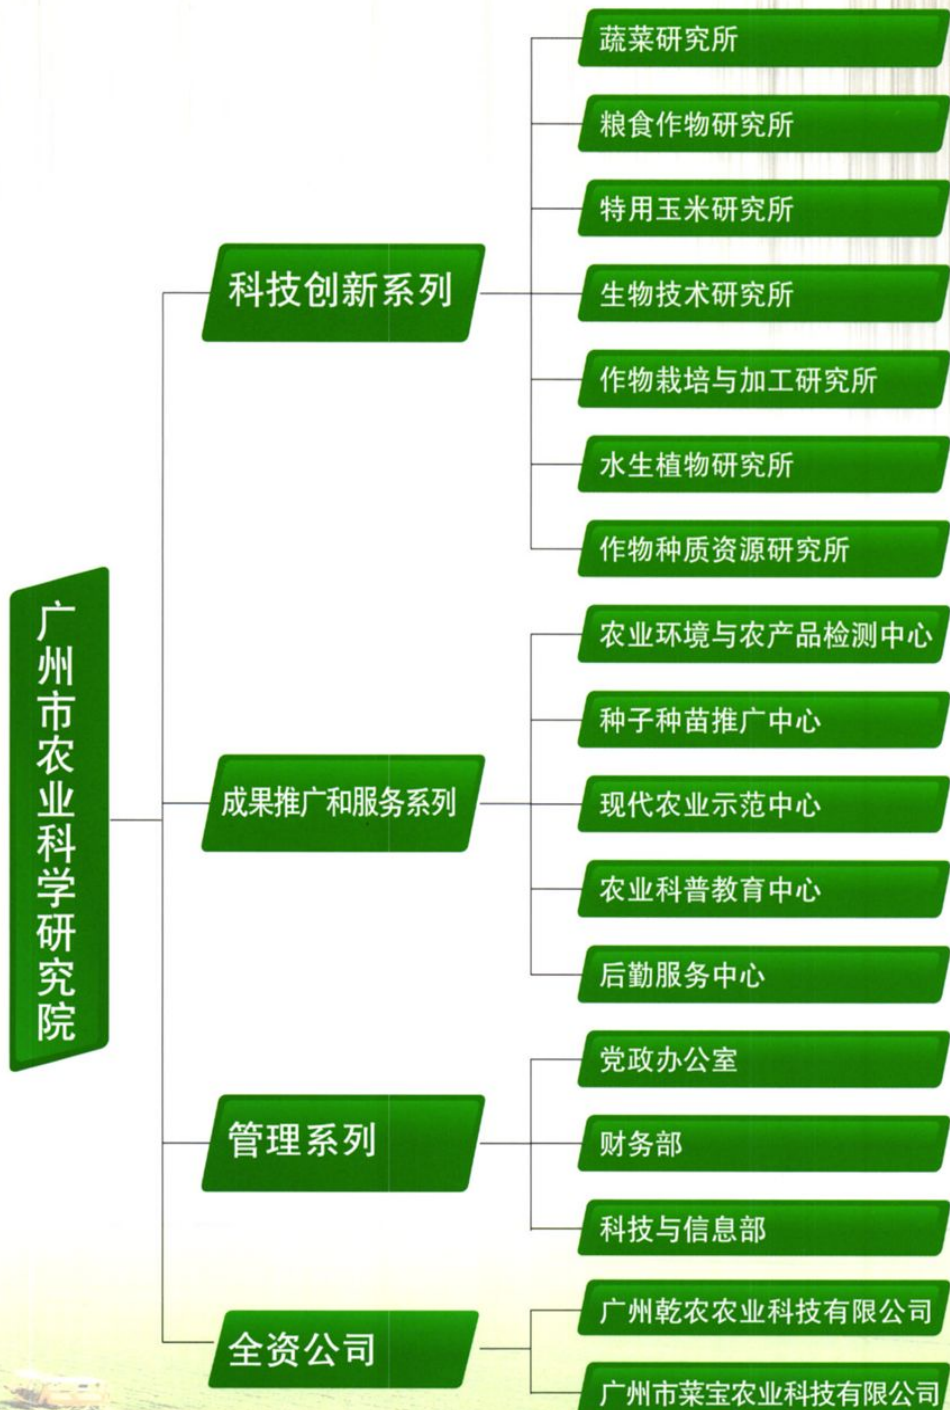 广州市农业科学研究院
科技创新系列
蔬菜研究所
粮食作物研究所
特用玉米研究所
生物技术研究所
作物栽培与加工研究所
水生植物研究所
作物种质资源研究所
成果推广和服务系列
农业环境与农产品检测中心
种子种苗推广中心
现代农业示范中心
农业科普教育中心
后勤服务中心
管理系列
党政办公室
财务部
科技与信息部
全资公司
广州乾农农业科技有限公司
广州市菜宝农业科技有限公司